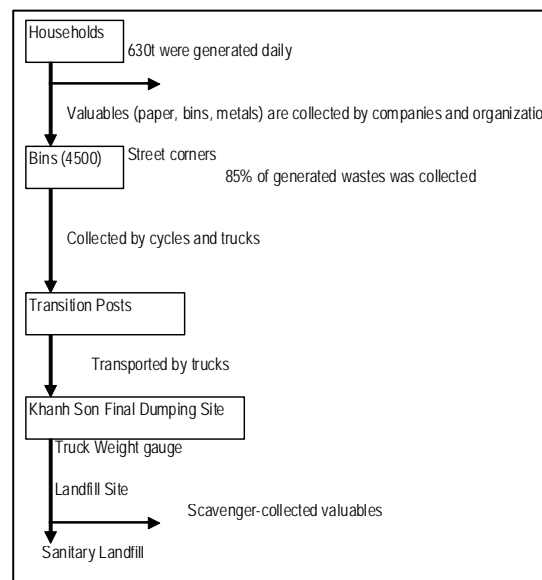 Households
630t were generated daily
Valuables (paper, bins, metals) are collected by companies and organizatio
Bins (4500)
Street corners
85% of generated wastes was collected
Collected by cycles and trucks
Transition Posts
Transported by trucks
Khanh Son Final Dumping Site
Truck Weight gauge
Landfill Site
Scavenger-collected valuables
Sanitary Landfill